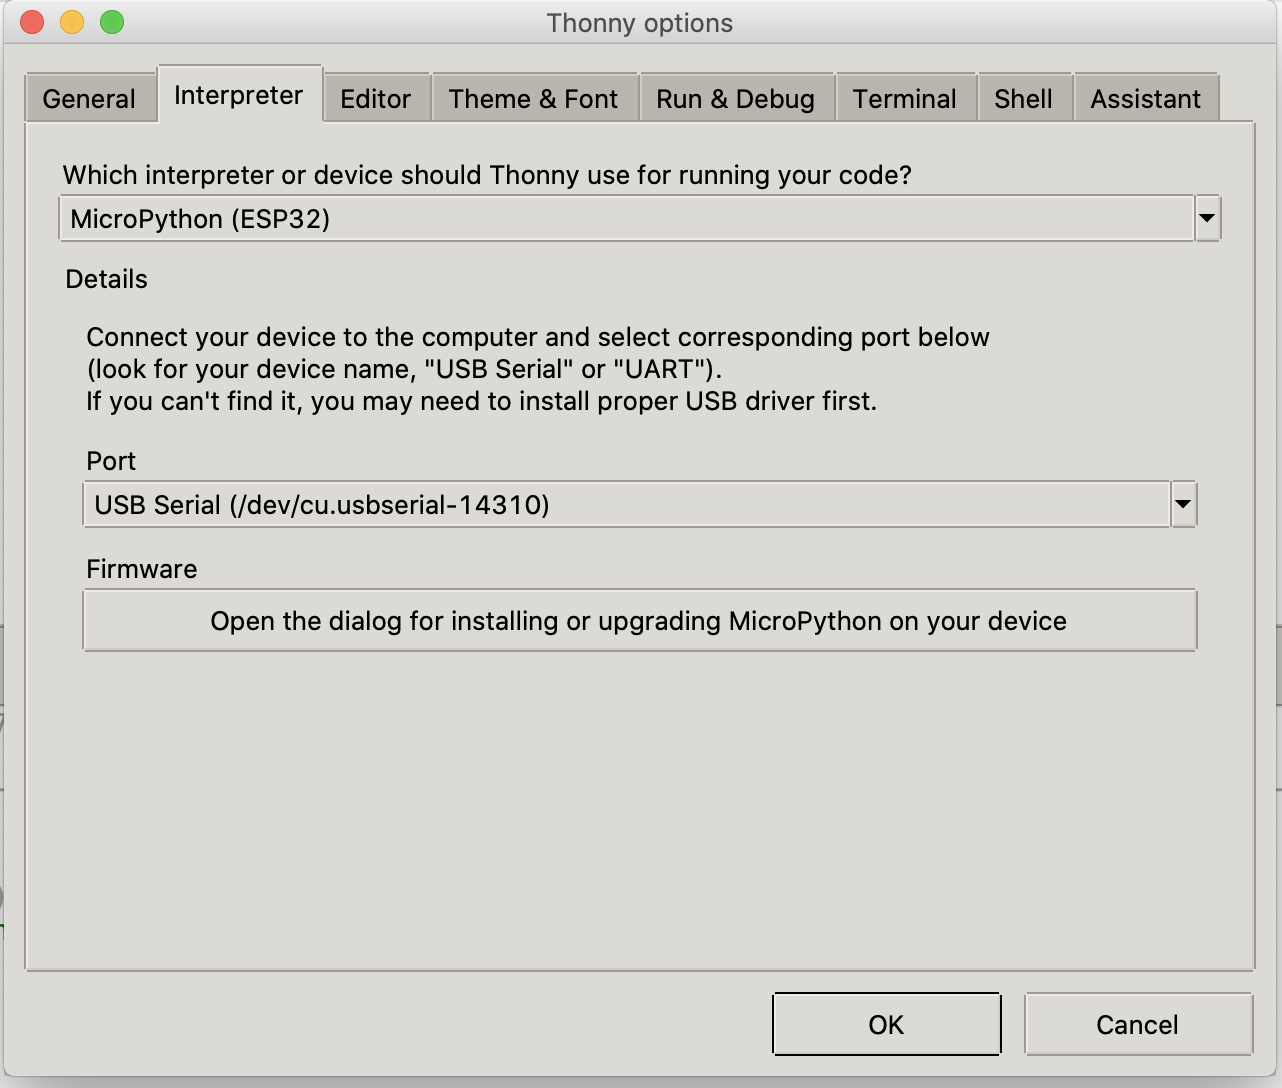 Thonny options
General
Interpreter
Editor
Theme & Font
Run & Debug
Terminal
Shell
Assistant
Which interpreter or device should Thonny use for running your code?
MicroPython (ESP32)
Details
Connect your device to the computer and select corresponding port below
(look for your device name, "USB Serial" or "UART").
If you can't find it, you may need to install proper USB driver first.
Port
USB Serial (/dev/cu.usbserial-14310)
Firmware
Open the dialog for installing or upgrading MicroPython on your device
OK
Cancel